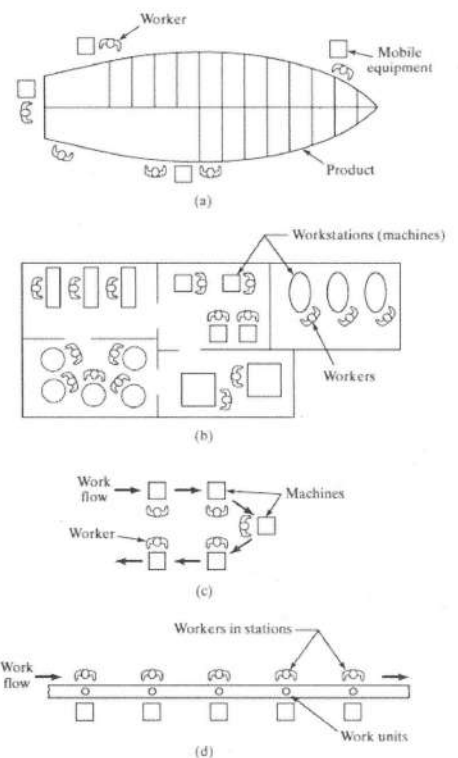 Worker
Mobile
equipment
Product
(a)
Workstations (machines)
Workers
(b)
Work
flow
Machines
Worker
(c)
Workers in stations
Work
flow
Work units
(d)